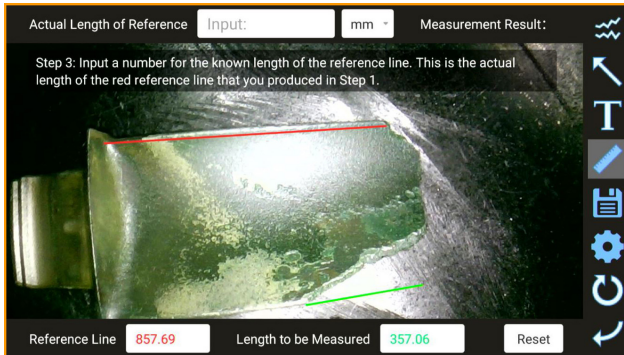 Actual Length of Reference Input: mm Measurement Result:
Step 3: Input a number for the known length of the reference line. This is the actual
length of the red reference line that you produced in Step 1.
T
Reference Line 857.69 Length to be Measured 357.06 Reset